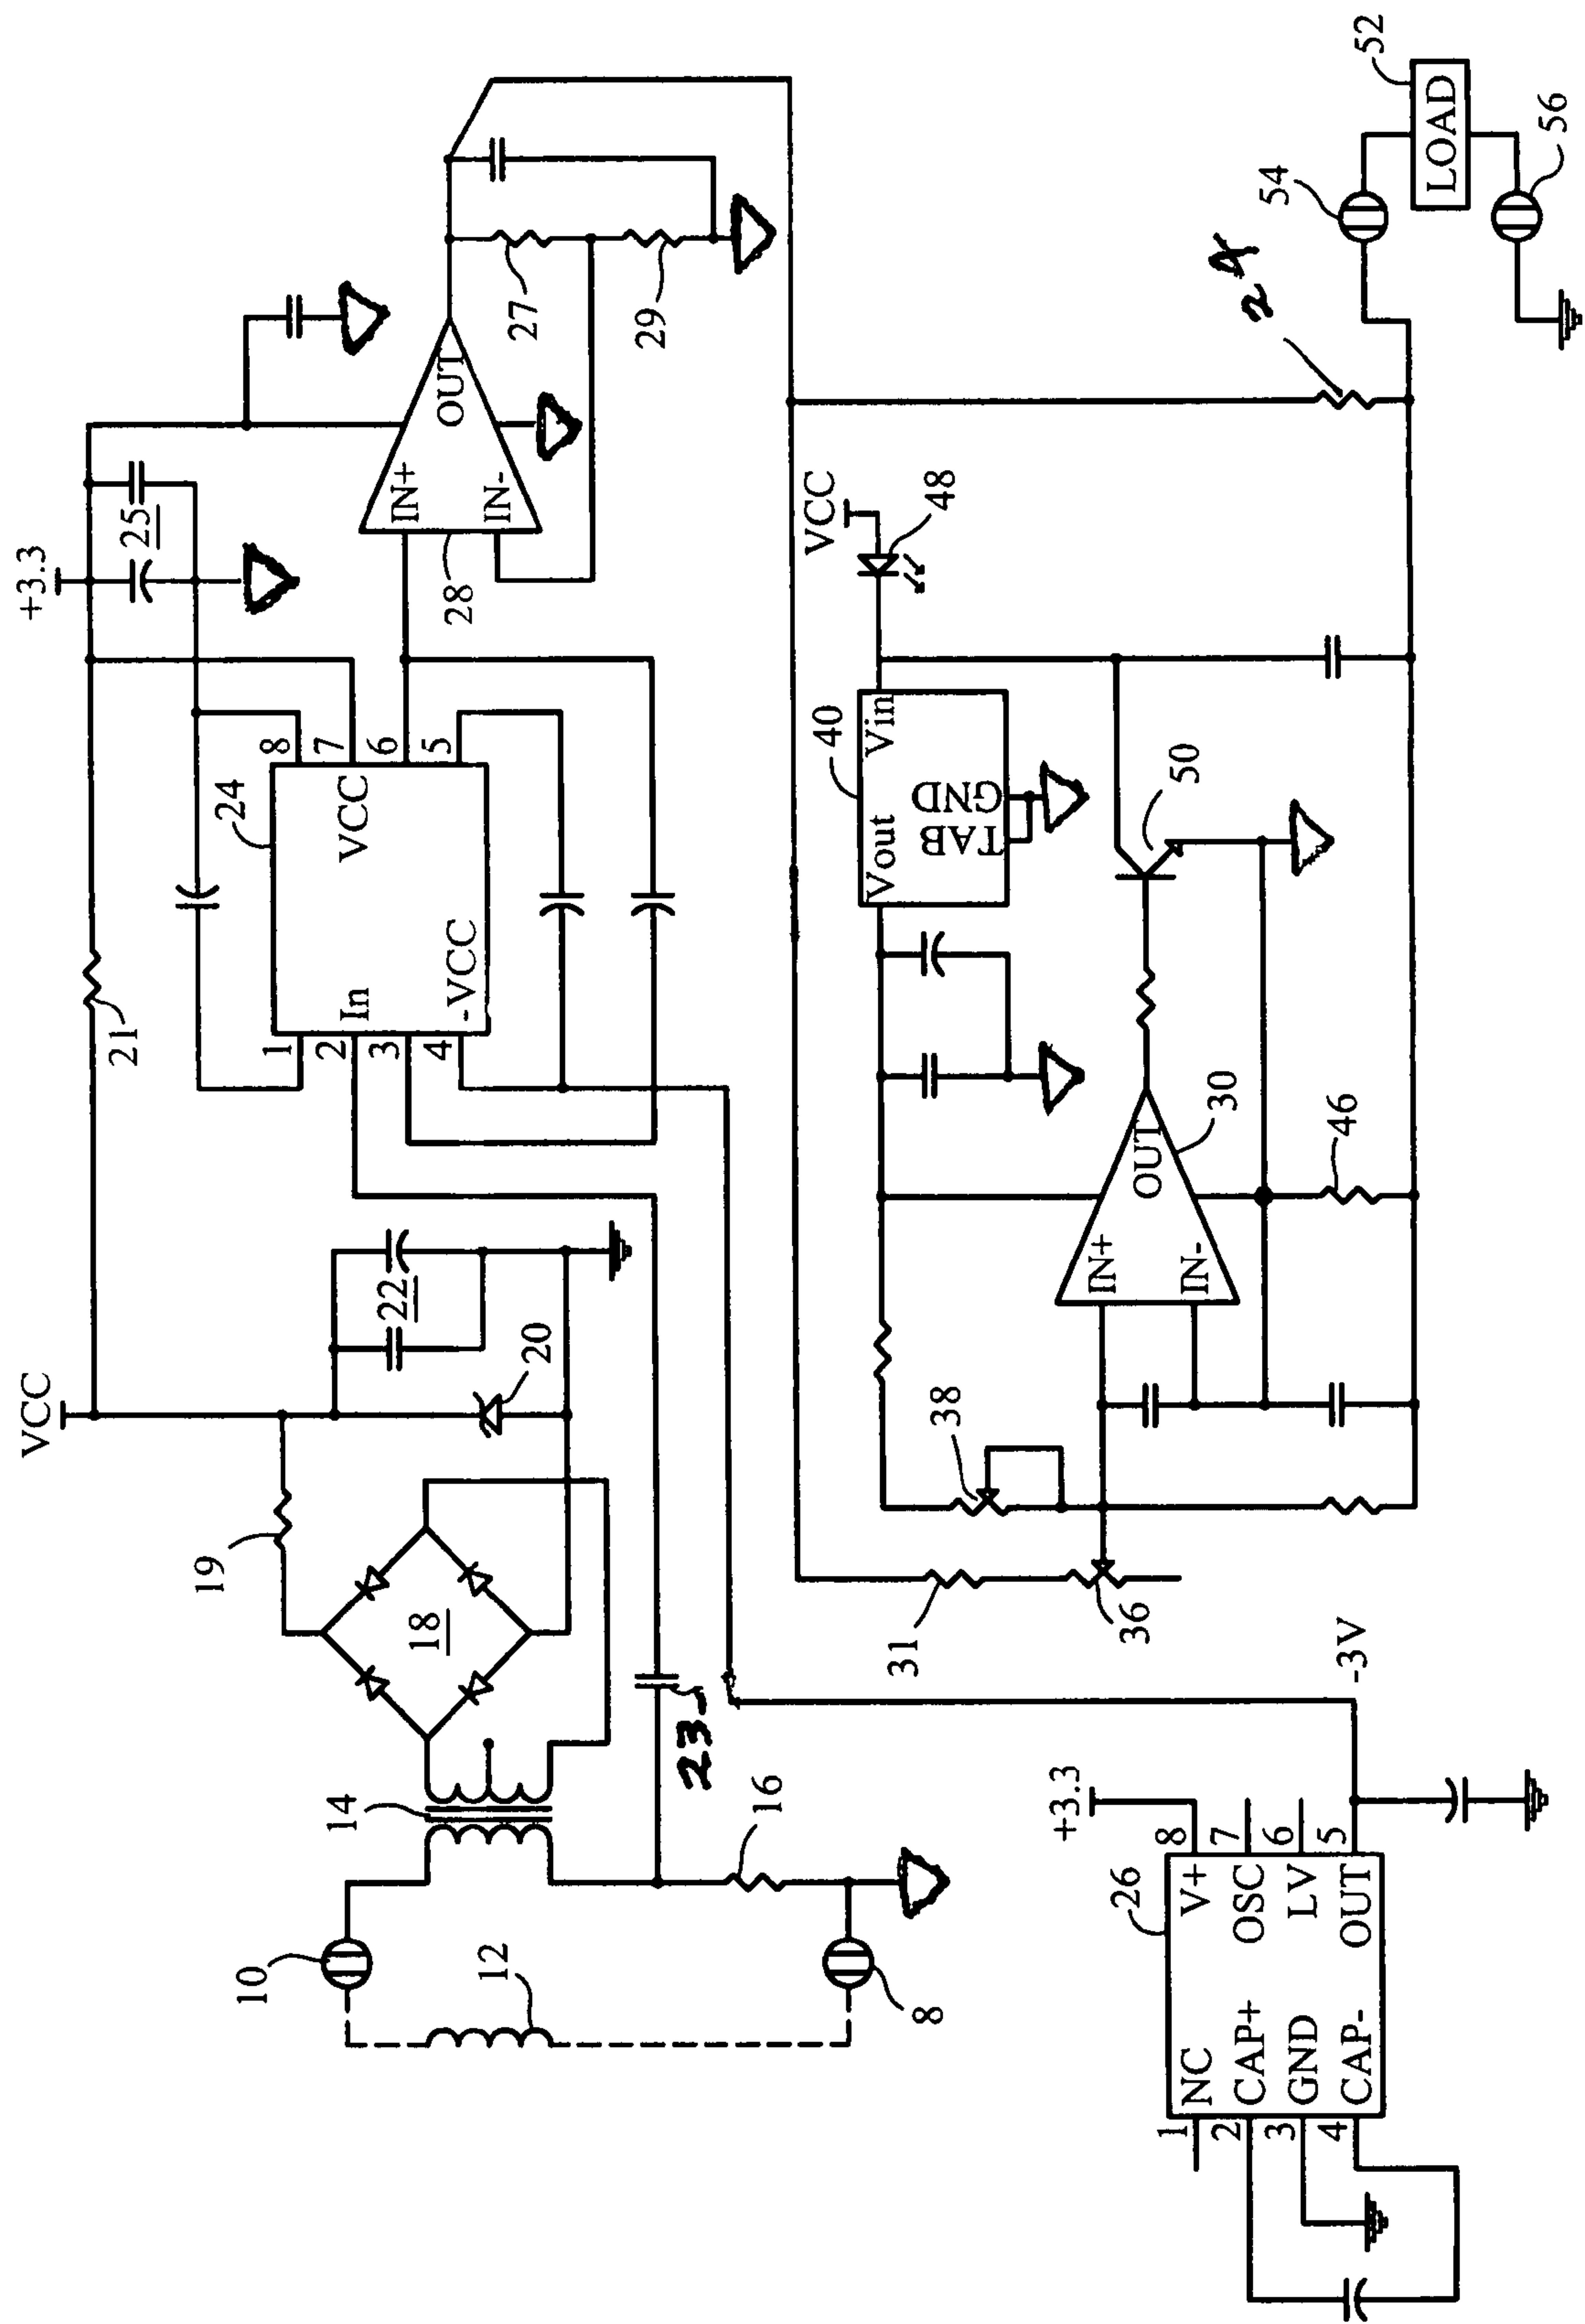 VCC
+3.3
19
18
20
22
21
24
1
2
3
4
In
-VCC
VCC
8
7
6
5
25
28
IN+
IN-
OUT
27
29
10
12
14
16
8
23
26
1
2
3
4
NC
CAP+
GND
CAP-
V+
OSC
LV
OUT
8
7
6
5
+3.3
-3V
31
36
38
IN+
IN-
OUT
30
46
40
Vout
Vin
TAB
GND
50
VCC
48
54
52
LOAD
56